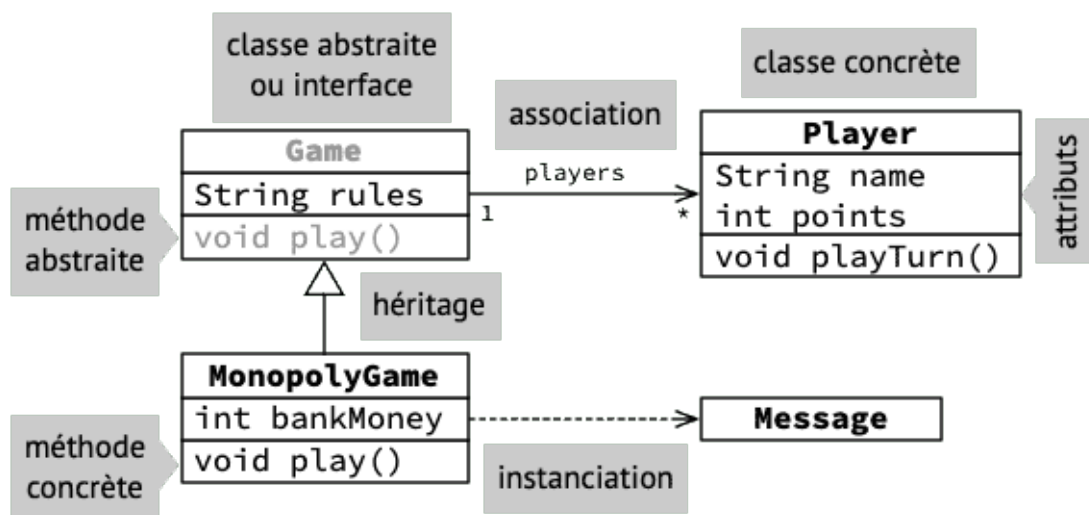 classe abstraite
ou interface
classe concrète
association
Game
String rules
void play()
players
1
*
Player
String name
int points
void playTurn()
attributs
méthode
abstraite
héritage
MonopolyGame
int bankMoney
void play()
Message
méthode
concrète
instanciation